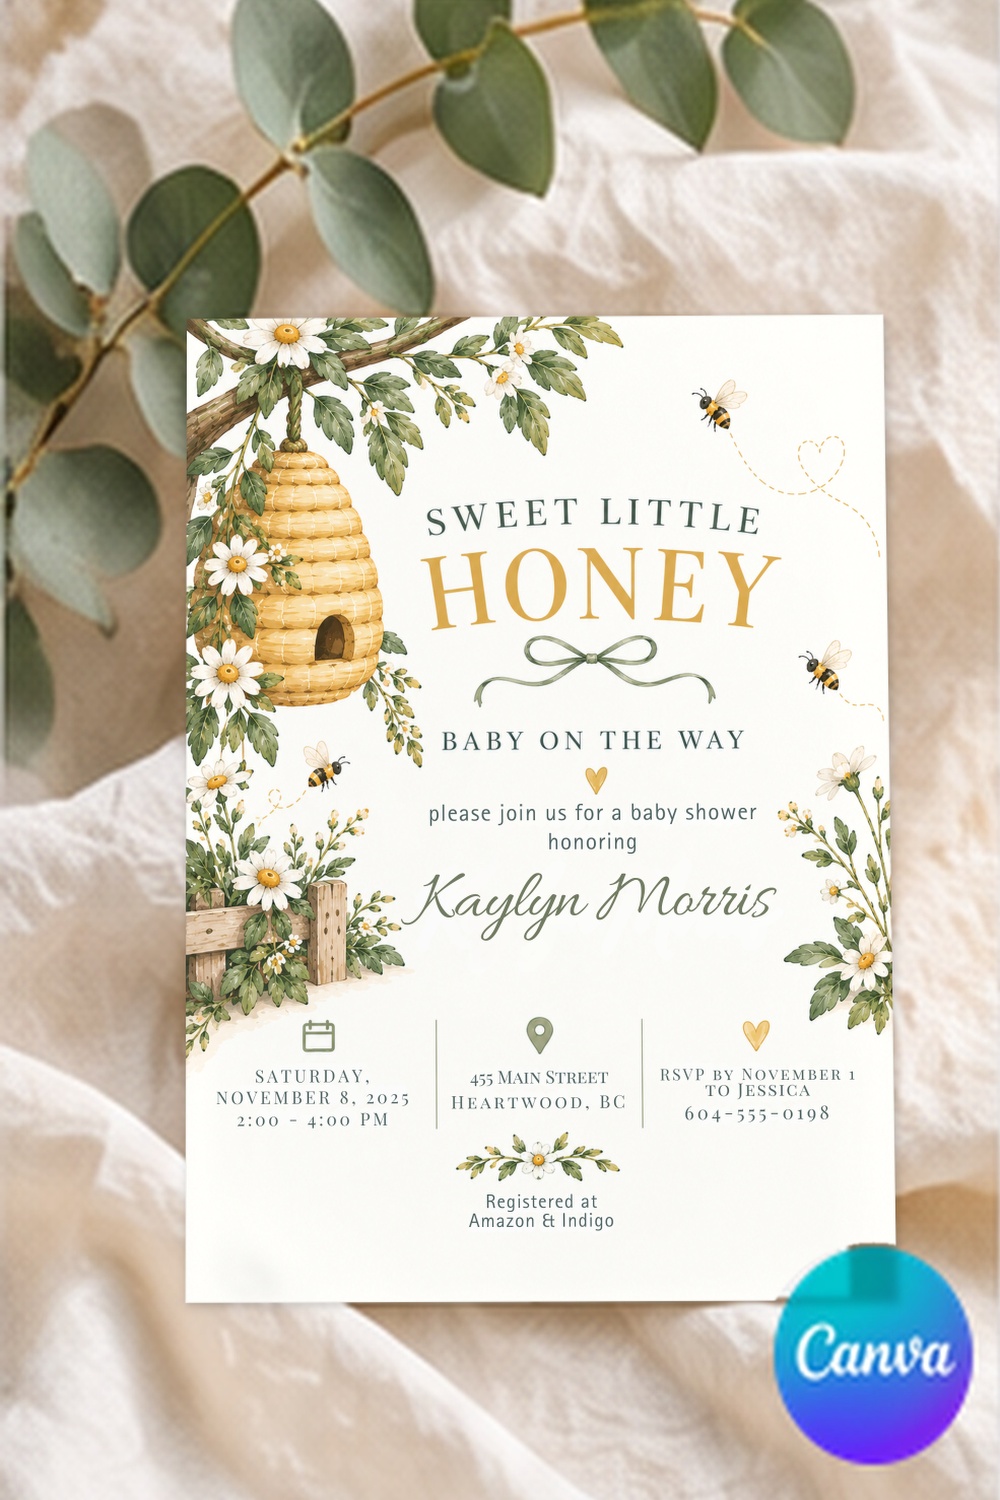 SWEET LITTLE
HONEY
BABY ON THE WAY
please join us for a baby shower
honoring
Kaylyn Morris
SATURDAY,
NOVEMBER 8, 2025
2:00 - 4:00 PM
455 MAIN STREET
HEARTWOOD, BC
RSVP BY NOVEMBER 1
TO JESSICA
604-555-0198
Registered at
Amazon & Indigo
Canva